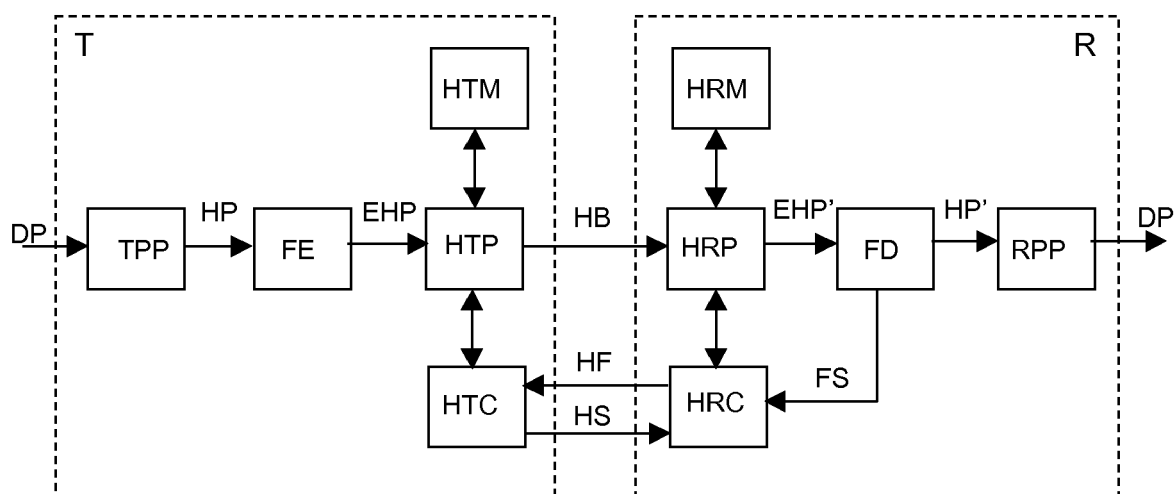 T
R
HTM
HRM
HP
EHP
HB
EHP’
HP’
DP
DP
TPP
FE
HTP
HRP
FD
RPP
HF
FS
HTC
HRC
HS